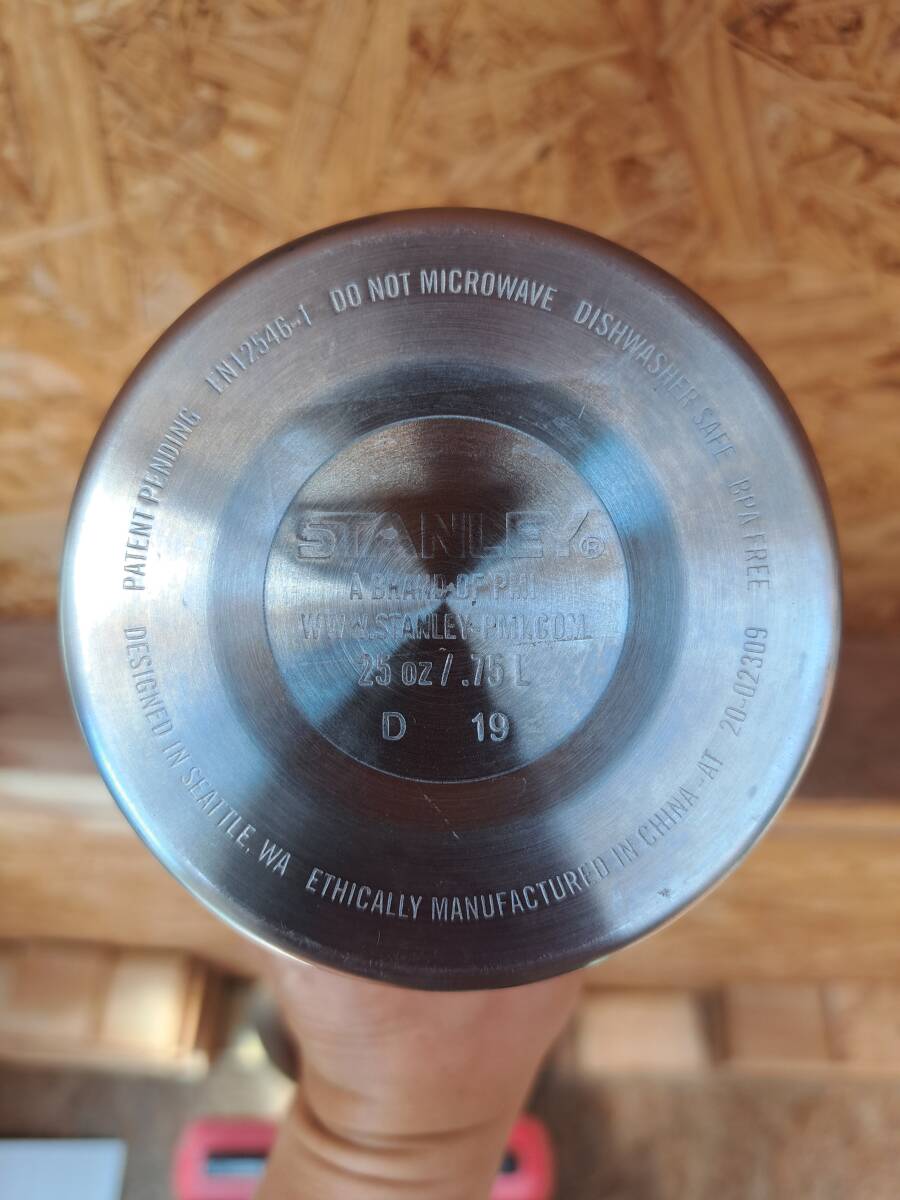 STANLEY®
A BRAND OF PMI
WWW.STANLEY-PMI.COM
25 oz / .75 L
D 19
DESIGNED IN SEATTLE, WA
PATENT PENDING
EN12546-1
DO NOT MICROWAVE
DISHWASHER SAFE
BPA FREE
ETHICALLY MANUFACTURED IN CHINA - AT 20-02309